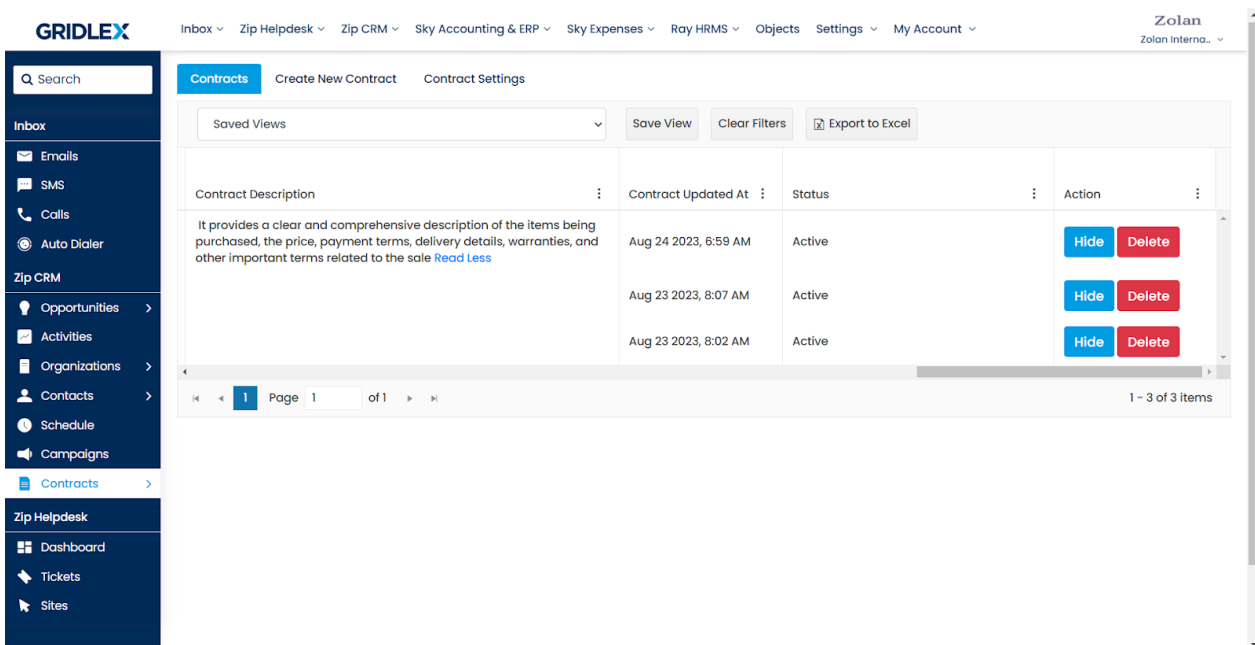 GRIDLEX
Inbox Zip Helpdesk Zip CRM Sky Accounting & ERP Sky Expenses Ray HRMS Objects Settings My Account
Zolan
Zolan Interna..
Search
Inbox
Emails
SMS
Calls
Auto Dialer
Zip CRM
Opportunities
Activities
Organizations
Contacts
Schedule
Campaigns
Contracts
Zip Helpdesk
Dashboard
Tickets
Sites
Contracts Create New Contract Contract Settings
Saved Views Save View Clear Filters Export to Excel
Contract Description Contract Updated At Status Action
It provides a clear and comprehensive description of the items being
purchased, the price, payment terms, delivery details, warranties, and
other important terms related to the sale Read Less
Aug 24 2023, 6:59 AM Active Hide Delete
Aug 23 2023, 8:07 AM Active Hide Delete
Aug 23 2023, 8:02 AM Active Hide Delete
1 Page 1 of 1 1 - 3 of 3 items